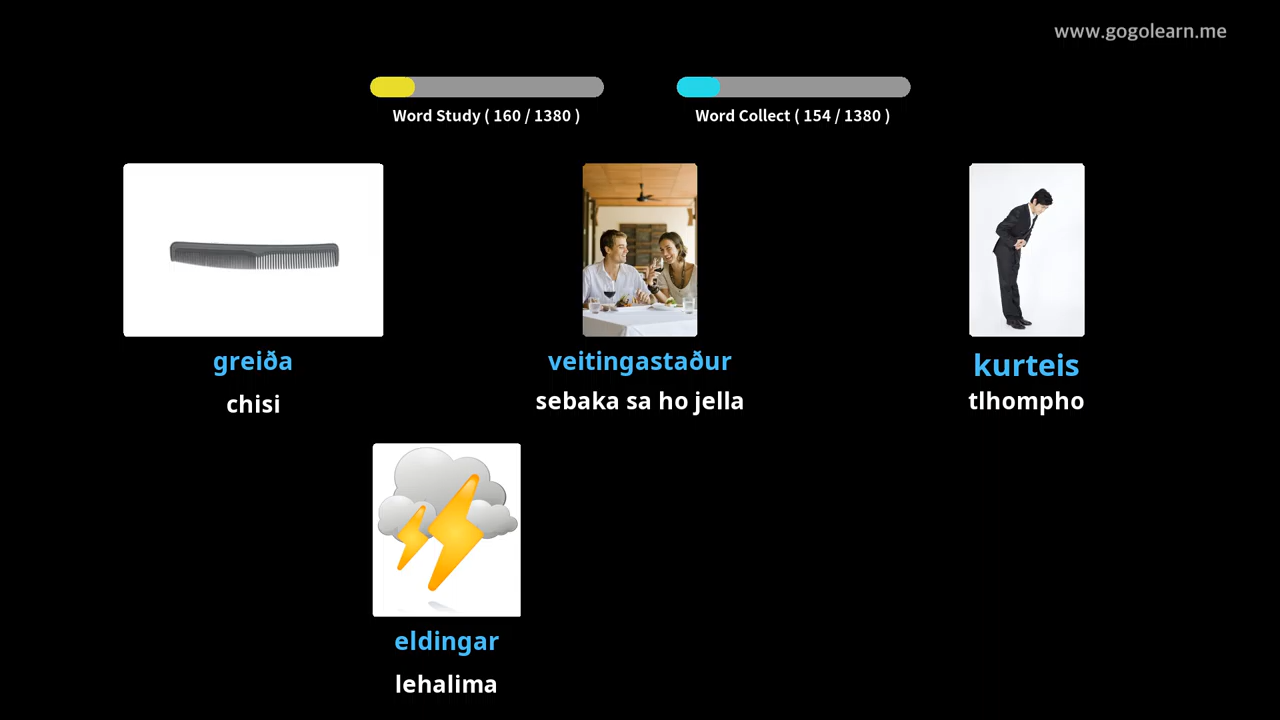 www.gogolearn.me
Word Study ( 160 / 1380 )
Word Collect ( 154 / 1380 )
greiða
veitingastaður
kurteis
chisi
sebaka sa ho jella
tlhompho
eldingar
lehalima